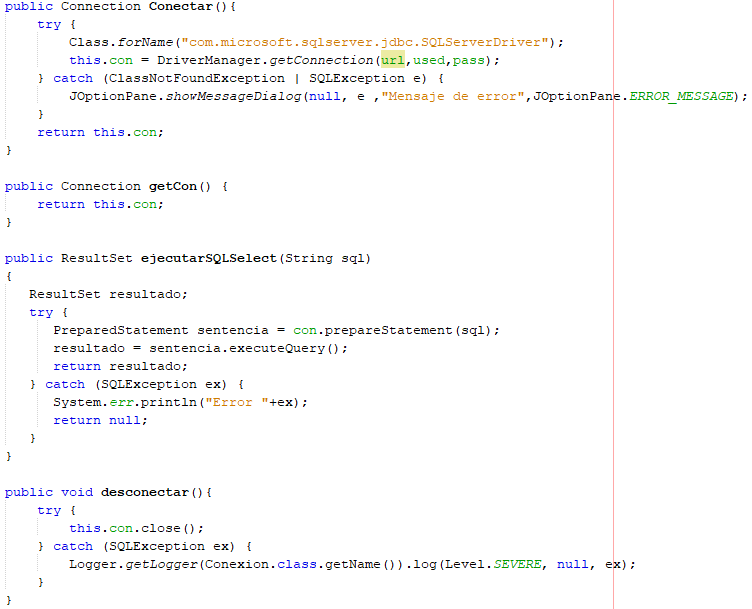 public Connection Conectar(){
try {
Class.forName("com.microsoft.sqlserver.jdbc.SQLServerDriver");
this.con = DriverManager.getConnection(url,used,pass);
} catch (ClassNotFoundException | SQLException e) {
JOptionPane.showMessageDialog(null, e ,"Mensaje de error",JOptionPane.ERROR_MESSAGE);
}
return this.con;
}
public Connection getCon() {
return this.con;
}
public ResultSet ejecutarSQLSelect(String sql)
{
ResultSet resultado;
try {
PreparedStatement sentencia = con.prepareStatement(sql);
resultado = sentencia.executeQuery();
return resultado;
} catch (SQLException ex) {
System.err.println("Error "+ex);
return null;
}
}
public void desconectar(){
try {
this.con.close();
} catch (SQLException ex) {
Logger.getLogger(Conexion.class.getName()).log(Level.SEVERE, null, ex);
}
}